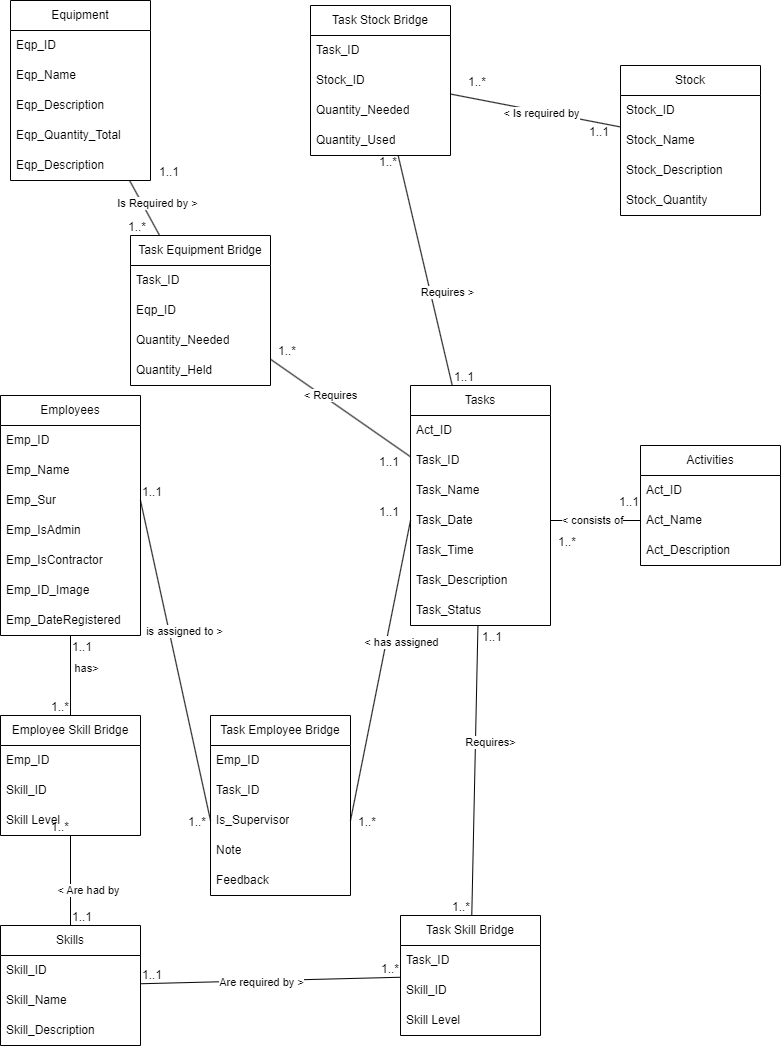 Equipment
Eqp_ID
Eqp_Name
Eqp_Description
Eqp_Quantity_Total
Eqp_Description
1..1
Is Required by >
1..*
Task Stock Bridge
Task_ID
Stock_ID
Quantity_Needed
Quantity_Used
1..*
1..*
< Is required by
1..1
Stock
Stock_ID
Stock_Name
Stock_Description
Stock_Quantity
Task Equipment Bridge
Task_ID
Eqp_ID
Quantity_Needed
Quantity_Held
1..*
< Requires
1..1
Requires >
1..1
Employees
Emp_ID
Emp_Name
Emp_Sur
Emp_IsAdmin
Emp_IsContractor
Emp_ID_Image
Emp_DateRegistered
1..1
is assigned to >
1..*
1..1
has>
1..*
Tasks
Act_ID
Task_ID
Task_Name
Task_Date
Task_Time
Task_Description
Task_Status
1..1
< has assigned
1..*
1..*
< consists of
1..1
Activities
Act_ID
Act_Name
Act_Description
1..1
Requires>
1..*
Employee Skill Bridge
Emp_ID
Skill_ID
Skill Level
1..*
< Are had by
1..1
Task Employee Bridge
Emp_ID
Task_ID
Is_Supervisor
Note
Feedback
Skills
Skill_ID
Skill_Name
Skill_Description
1..1
Are required by >
1..*
Task Skill Bridge
Task_ID
Skill_ID
Skill Level